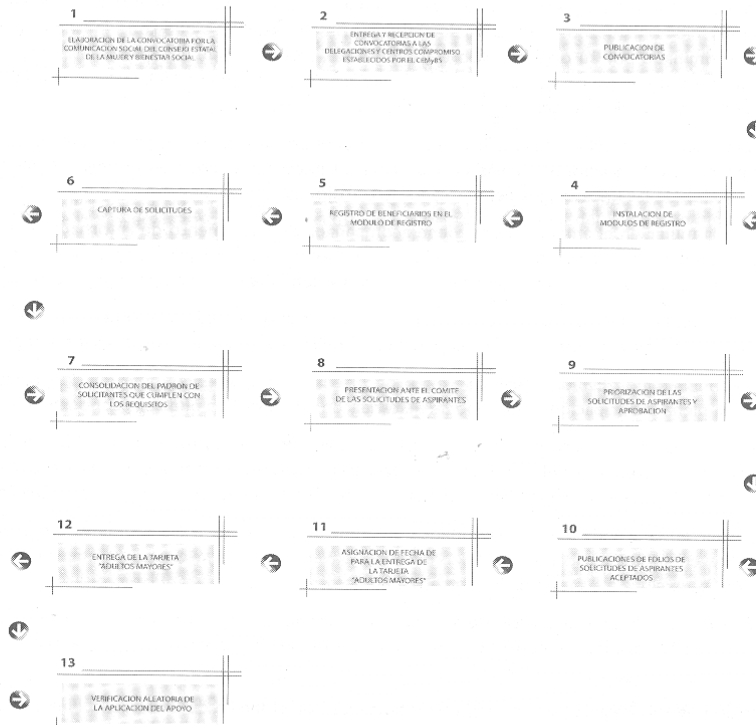 1
ELABORACIÓN DE LA CONVOCATORIA POR LA
COMUNICACIÓN SOCIAL DEL CONSEJO ESTATAL
DE LA MUJER Y BIENESTAR SOCIAL
2
ENTREGA Y RECEPCION DE
CONVOCATORIAS A LAS
DELEGACIONES Y CENTROS COMPROMISO
ESTABLECIDOS POR EL CEMyBS
3
PUBLICACIÓN DE
CONVOCATORIAS
6
CAPTURA DE SOLICITUDES
5
REGISTRO DE BENEFICIARIOS EN EL
MODULO DE REGISTRO
4
INSTALACION DE
MODULOS DE REGISTRO
7
CONSOLIDACION DEL PADRON DE
SOLICITANTES QUE CUMPLEN CON
LOS REQUISITOS
8
PRESENTACION ANTE EL COMITE
DE LAS SOLICITUDES DE ASPIRANTES
9
PRIORIZACION DE LAS
SOLICITUDES DE ASPIRANTES Y
APROBACION
12
ENTREGA DE LA TARJETA
"ADULTOS MAYORES"
11
ASIGNACION DE FECHA DE
PARA LA ENTREGA DE
LA TARJETA
"ADULTOS MAYORES"
10
PUBLICACIONES DE FOLIOS DE
SOLICITUDES DE ASPIRANTES
ACEPTADOS
13
VERIFICACION ALEATORIA DE
LA APLICACION DEL APOYO